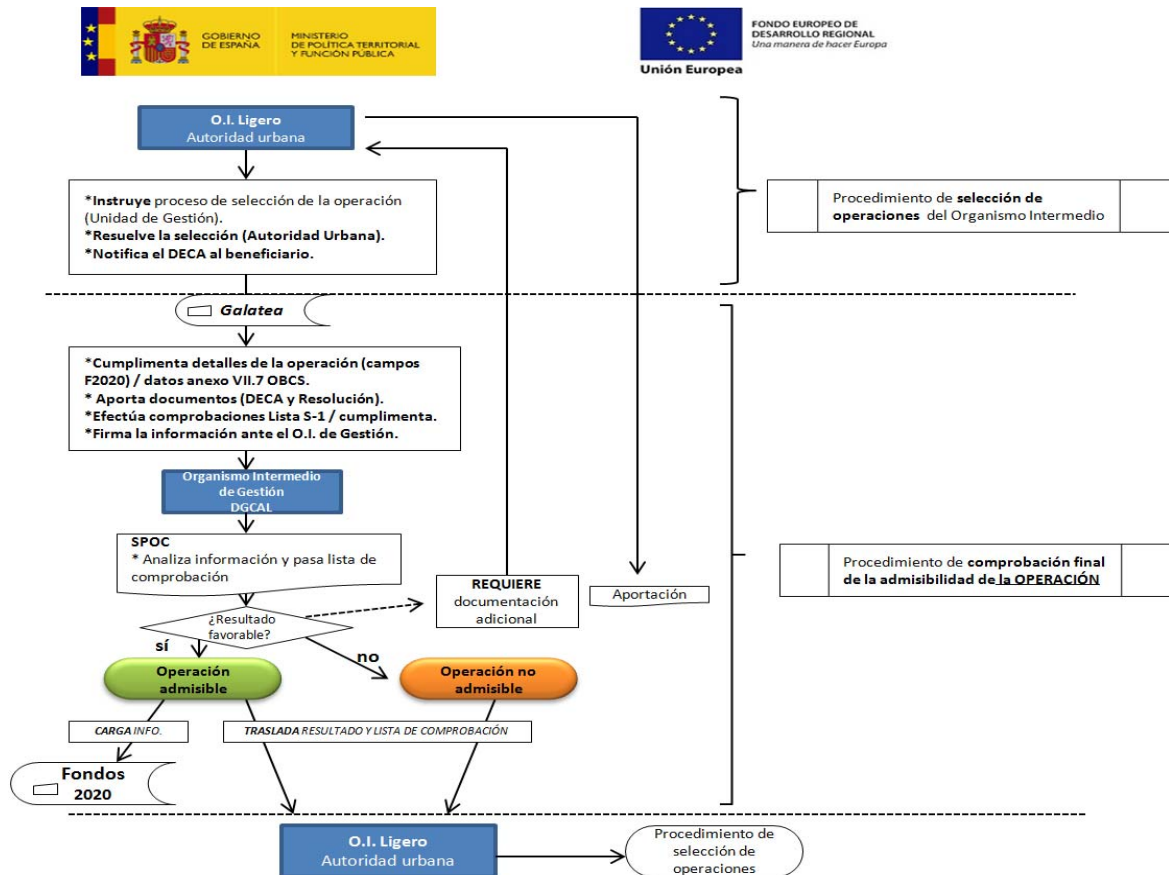 GOBIERNO
DE ESPAÑA
MINISTERIO
DE POLÍTICA TERRITORIAL
Y FUNCIÓN PÚBLICA
Unión Europea
FONDO EUROPEO DE
DESARROLLO REGIONAL
Una manera de hacer Europa
O.I. Ligero
Autoridad urbana
*Instruye proceso de selección de la operación
(Unidad de Gestión).
*Resuelve la selección (Autoridad Urbana).
*Notifica el DECA al beneficiario.
Procedimiento de selección de
operaciones del Organismo Intermedio
Galatea
*Cumplimenta detalles de la operación (campos
F2020) / datos anexo VII.7 OBCS.
* Aporta documentos (DECA y Resolución).
*Efectúa comprobaciones Lista S-1 / cumplimenta.
*Firma la información ante el O.I. de Gestión.
Organismo Intermedio
de Gestión
DGCAL
SPOC
* Analiza información y pasa lista de
comprobación
REQUIERE
documentación
adicional
Aportación
Procedimiento de comprobación final
de la admisibilidad de la OPERACIÓN
¿Resultado
favorable?
sí
no
Operación
admisible
Operación no
admisible
CARGA INFO.
TRASLADA RESULTADO Y LISTA DE COMPROBACIÓN
Fondos
2020
O.I. Ligero
Autoridad urbana
Procedimiento de
selección de
operaciones